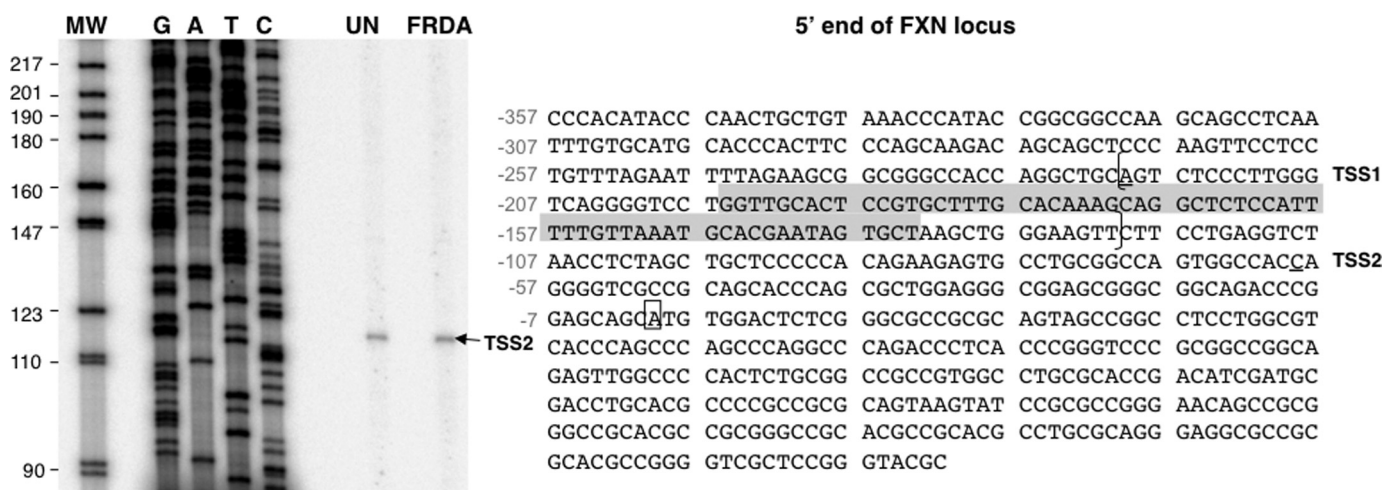 MW G A T C UN FRDA
217
201
190
180
160
147
123
110
90
TSS2
5' end of FXN locus
-357 CCCACATACC CAACTGCTGT AAACCCATAC CGGCGGCCAA GCAGCCTCAA
-307 TTTGTGCATG CACCCACTTC CCAGCAAGAC AGCAGCTCCC AAGTTCCTCC
-257 TGTTTAGAAT TTTAGAAGCG GCGGGCCACC AGGCTGCAGT CTCCCTTGGG TSS1
-207 TCAGGGGTCC TGGTTGCACT CCGTGCTTTG CACAAAGCAG GCTCTCCATT
-157 TTTGTTAAAT GCACGAATAG TGCTAAGCTG GGAAGTTCTT CCTGAGGTCT
-107 AACCTCTAGC TGCTCCCCCA CAGAAGAGTG CCTGCGGCCA GTGGCCACCA TSS2
-57 GGGGTCGCCG CAGCACCCAG CGCTGGAGGG CGGAGCGGGC GGCAGACCCG
-7 GAGCAGCATG TGGACTCTCG GGCGCCGCGC AGTAGCCGGC CTCCTGGCGT
CACCCAGCCC AGCCCAGGCC CAGACCCTCA CCCGGGTCCC GCGGCCGGCA
GAGTTGGCCC CACTCTGCGG CCGCCGTGGC CTGCGCACCG ACATCGATGC
GACCTGCACG CCCCGCCGCG CAGTAAGTAT CCGCGCCGGG AACAGCCGCG
GGCCGCACGC CGCGGGCCGC ACGCCGCACG CCTGCGCAGG GAGGCGCCGC
GCACGCCGGG GTCGCTCCGG GTACGC